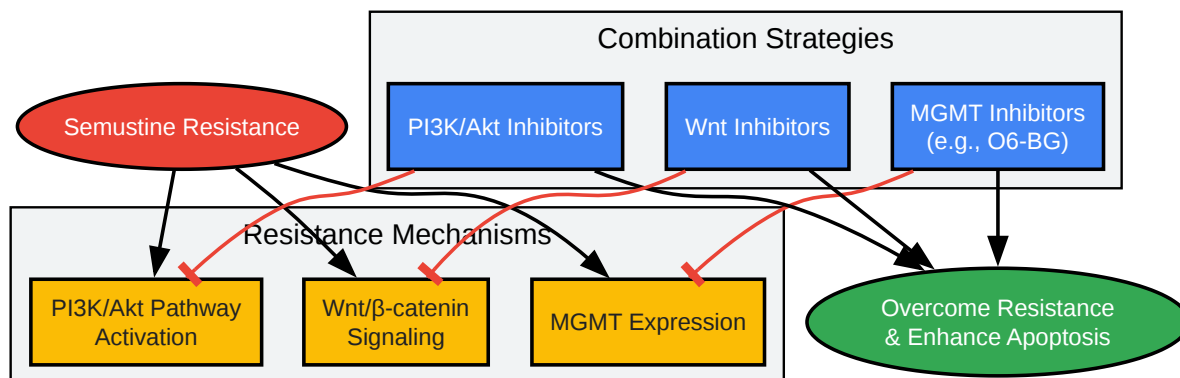 Combination Strategies
Semustine Resistance
PI3K/Akt Inhibitors
Wnt Inhibitors
MGMT Inhibitors
(e.g., O6-BG)
Resistance Mechanisms
PI3K/Akt Pathway
Activation
Wnt/β-catenin
Signaling
MGMT Expression
Overcome Resistance
& Enhance Apoptosis